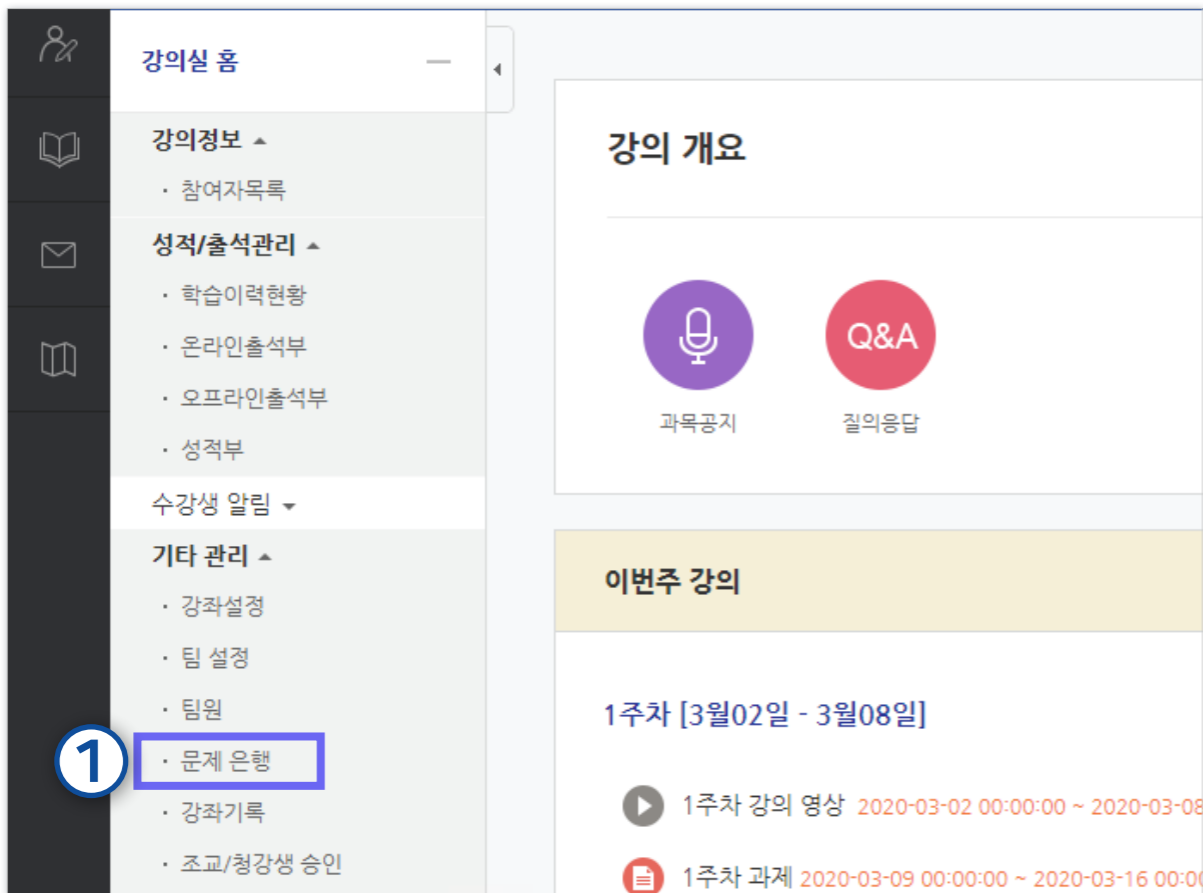 강의실 홈
강의정보
· 참여자목록
성적/출석관리
· 학습이력현황
· 온라인출석부
· 오프라인출석부
· 성적부
수강생 알림
기타 관리
· 강좌설정
· 팀 설정
· 팀원
1
· 문제 은행
· 강좌기록
· 조교/청강생 승인
강의 개요
Q&A
과목공지
질의응답
이번주 강의
1주차 [3월02일 - 3월08일]
1주차 강의 영상 2020-03-02 00:00:00 ~ 2020-03-08
1주차 과제 2020-03-09 00:00:00 ~ 2020-03-16 00:0